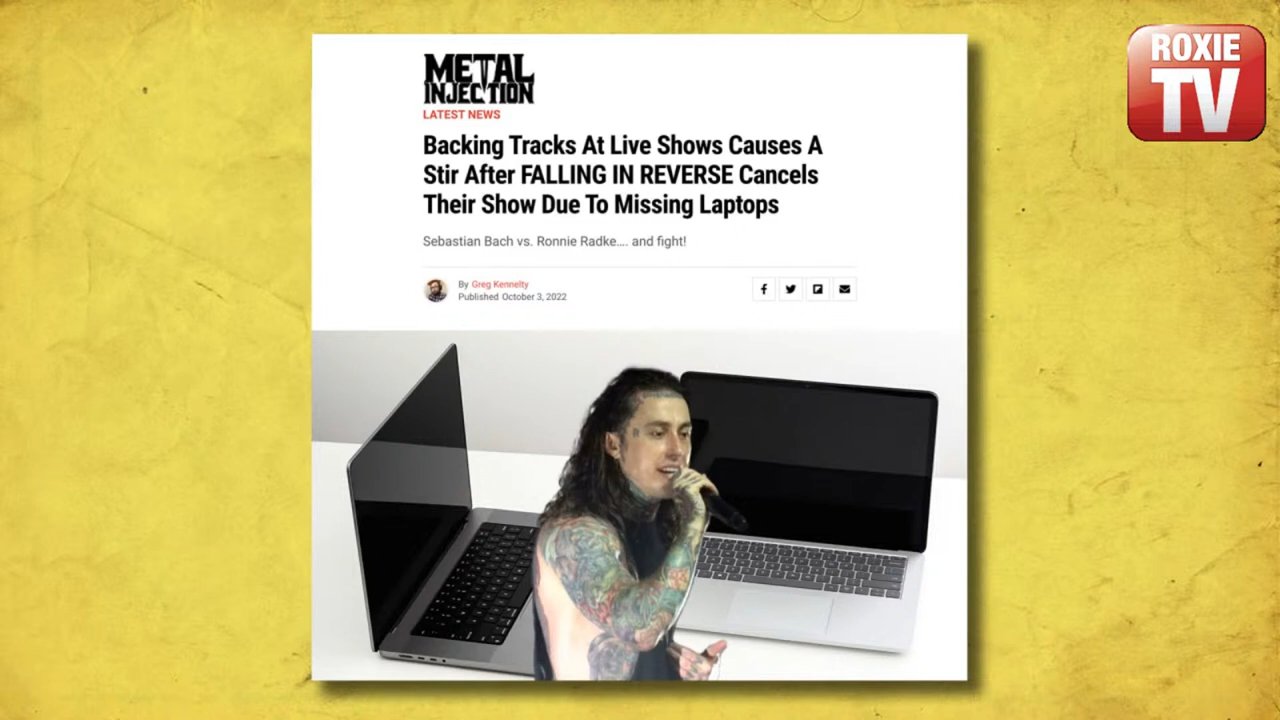 ROXIE
TV
METAL
INJECTION
LATEST NEWS
Backing Tracks At Live Shows Causes A
Stir After FALLING IN REVERSE Cancels
Their Show Due To Missing Laptops
Sebastian Bach vs. Ronnie Radke.... and fight!
By Greg Kennelty
Published October 3, 2022